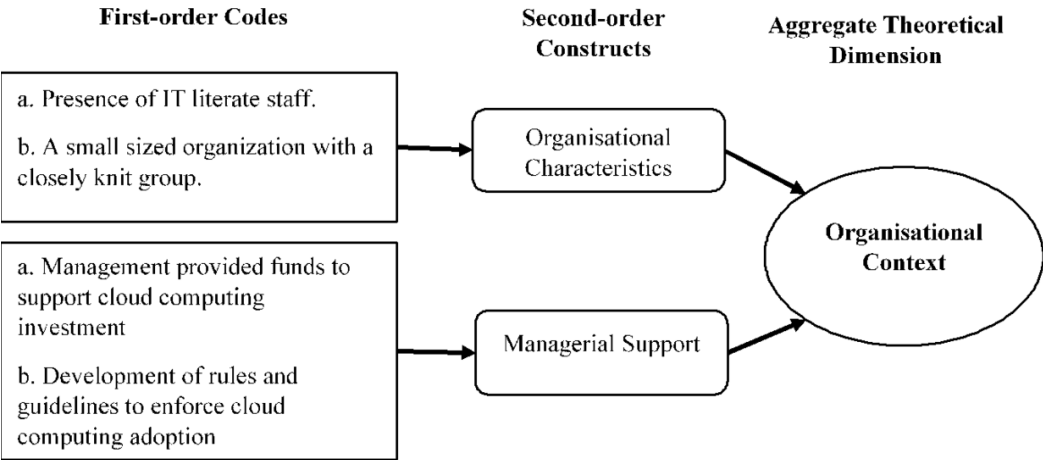 First-order Codes
Second-order
Constructs
Aggregate Theoretical
Dimension
a. Presence of IT literate staff.
b. A small sized organization with a
closely knit group.
Organisational
Characteristics
a. Management provided funds to
support cloud computing
investment
b. Development of rules and
guidelines to enforce cloud
computing adoption
Managerial Support
Organisational
Context